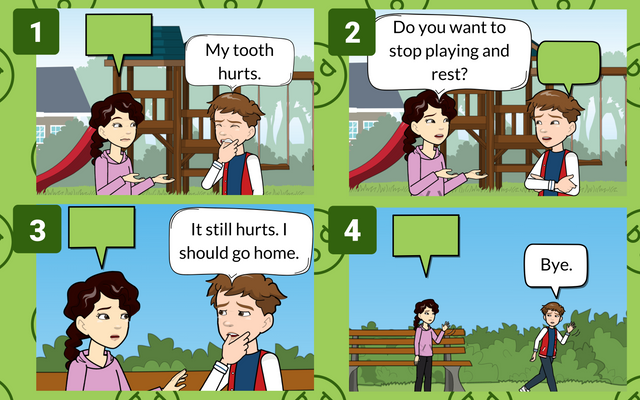 1
My tooth
hurts.
2
Do you want to
stop playing and
rest?
3
It still hurts. I
should go home.
4
Bye.